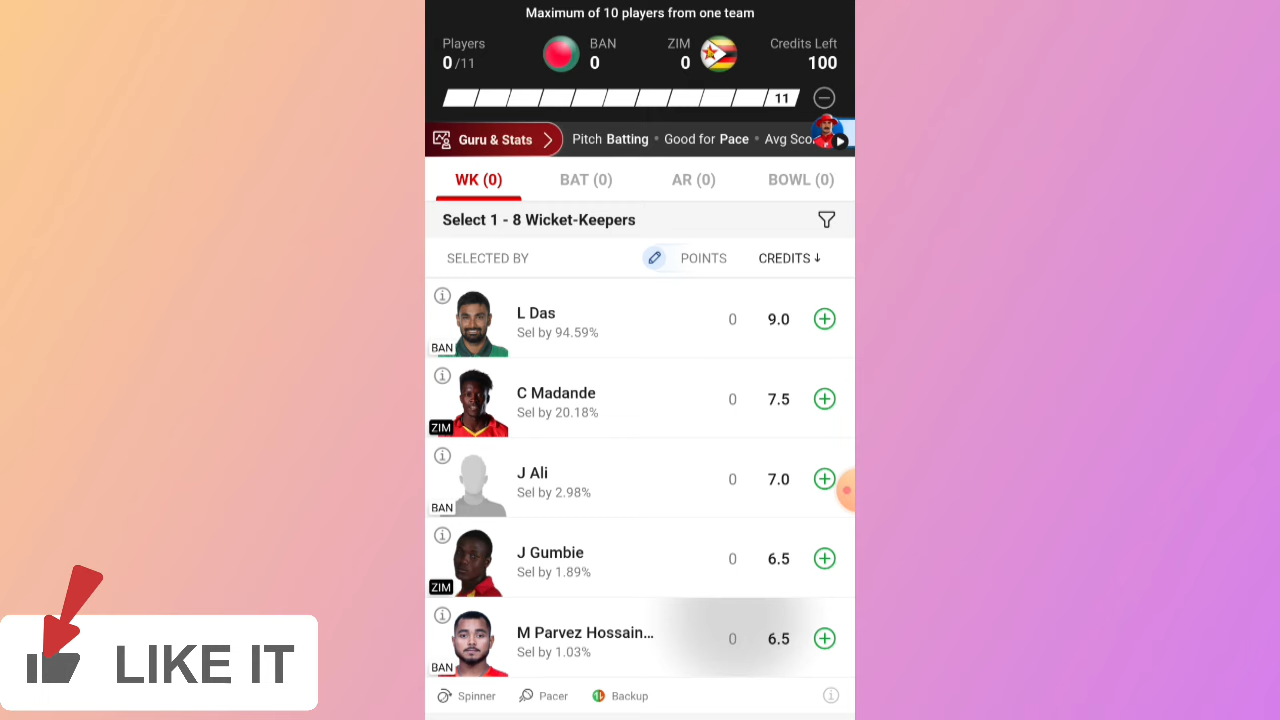 Maximum of 10 players from one team
Players BAN ZIM Credits Left
0/11 0 0 100
11
Guru & Stats Pitch Batting • Good for Pace • Avg
WK (0) BAT (0) AR (0) BOWL (0)
Select 1 - 8 Wicket-Keepers
SELECTED BY POINTS CREDITS ↓
L Das 0 9.0
Sel by 94.59%
BAN
C Madande 0 7.5
Sel by 20.18%
ZIM
J Ali 0 7.0
Sel by 2.98%
BAN
J Gumbie 0 6.5
Sel by 1.89%
ZIM
M Parvez Hossain... 0 6.5
Sel by 1.03%
BAN
Spinner Pacer Backup
LIKE IT